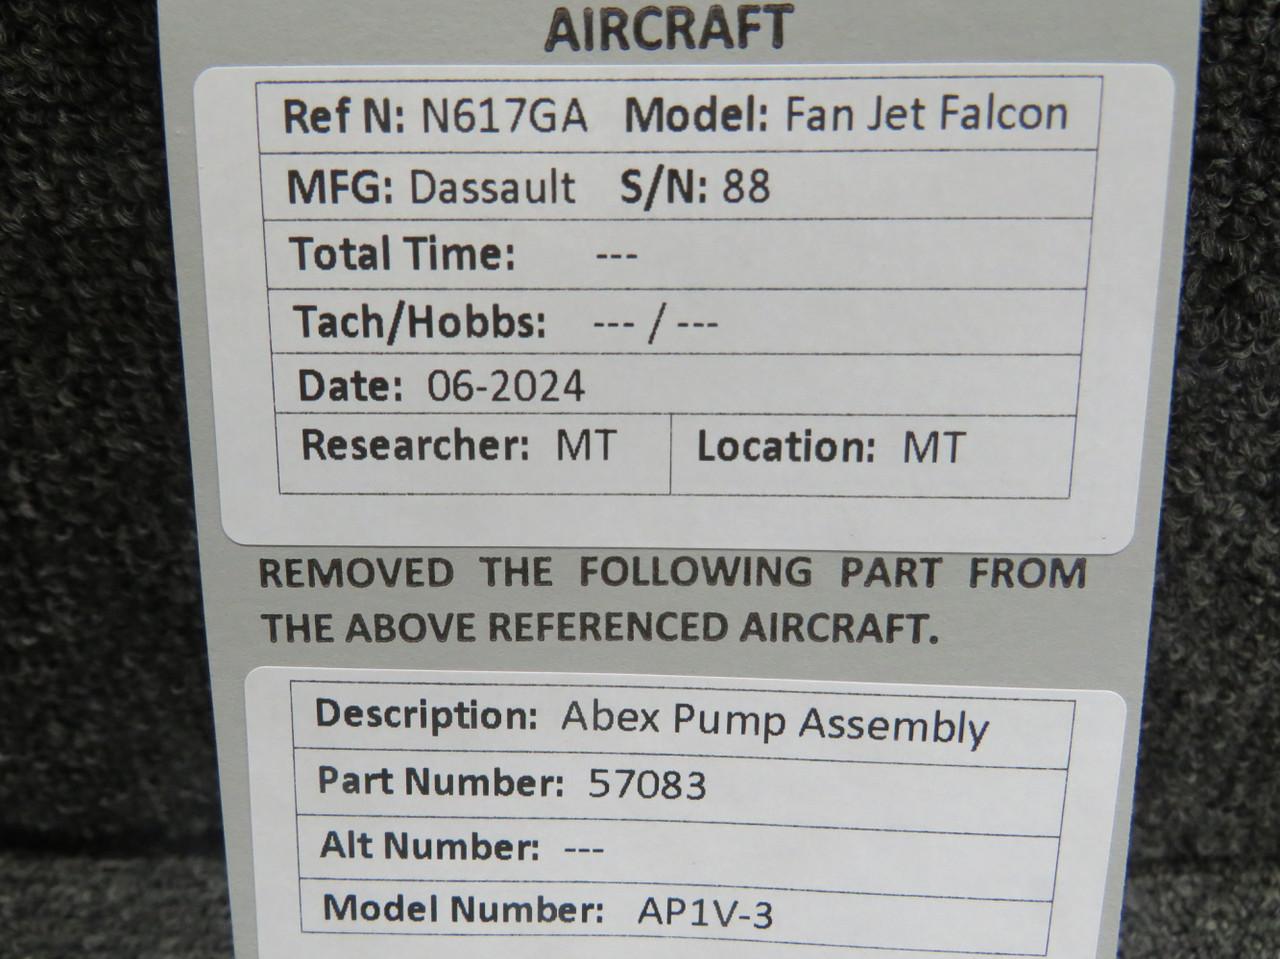 AIRCRAFT
Ref N: N617GA Model: Fan Jet Falcon
MFG: Dassault S/N: 88
Total Time: ---
Tach/Hobbs: --- / ---
Date: 06-2024
Researcher: MT Location: MT
REMOVED THE FOLLOWING PART FROM
THE ABOVE REFERENCED AIRCRAFT.
Description: Abex Pump Assembly
Part Number: 57083
Alt Number: ---
Model Number: AP1V-3